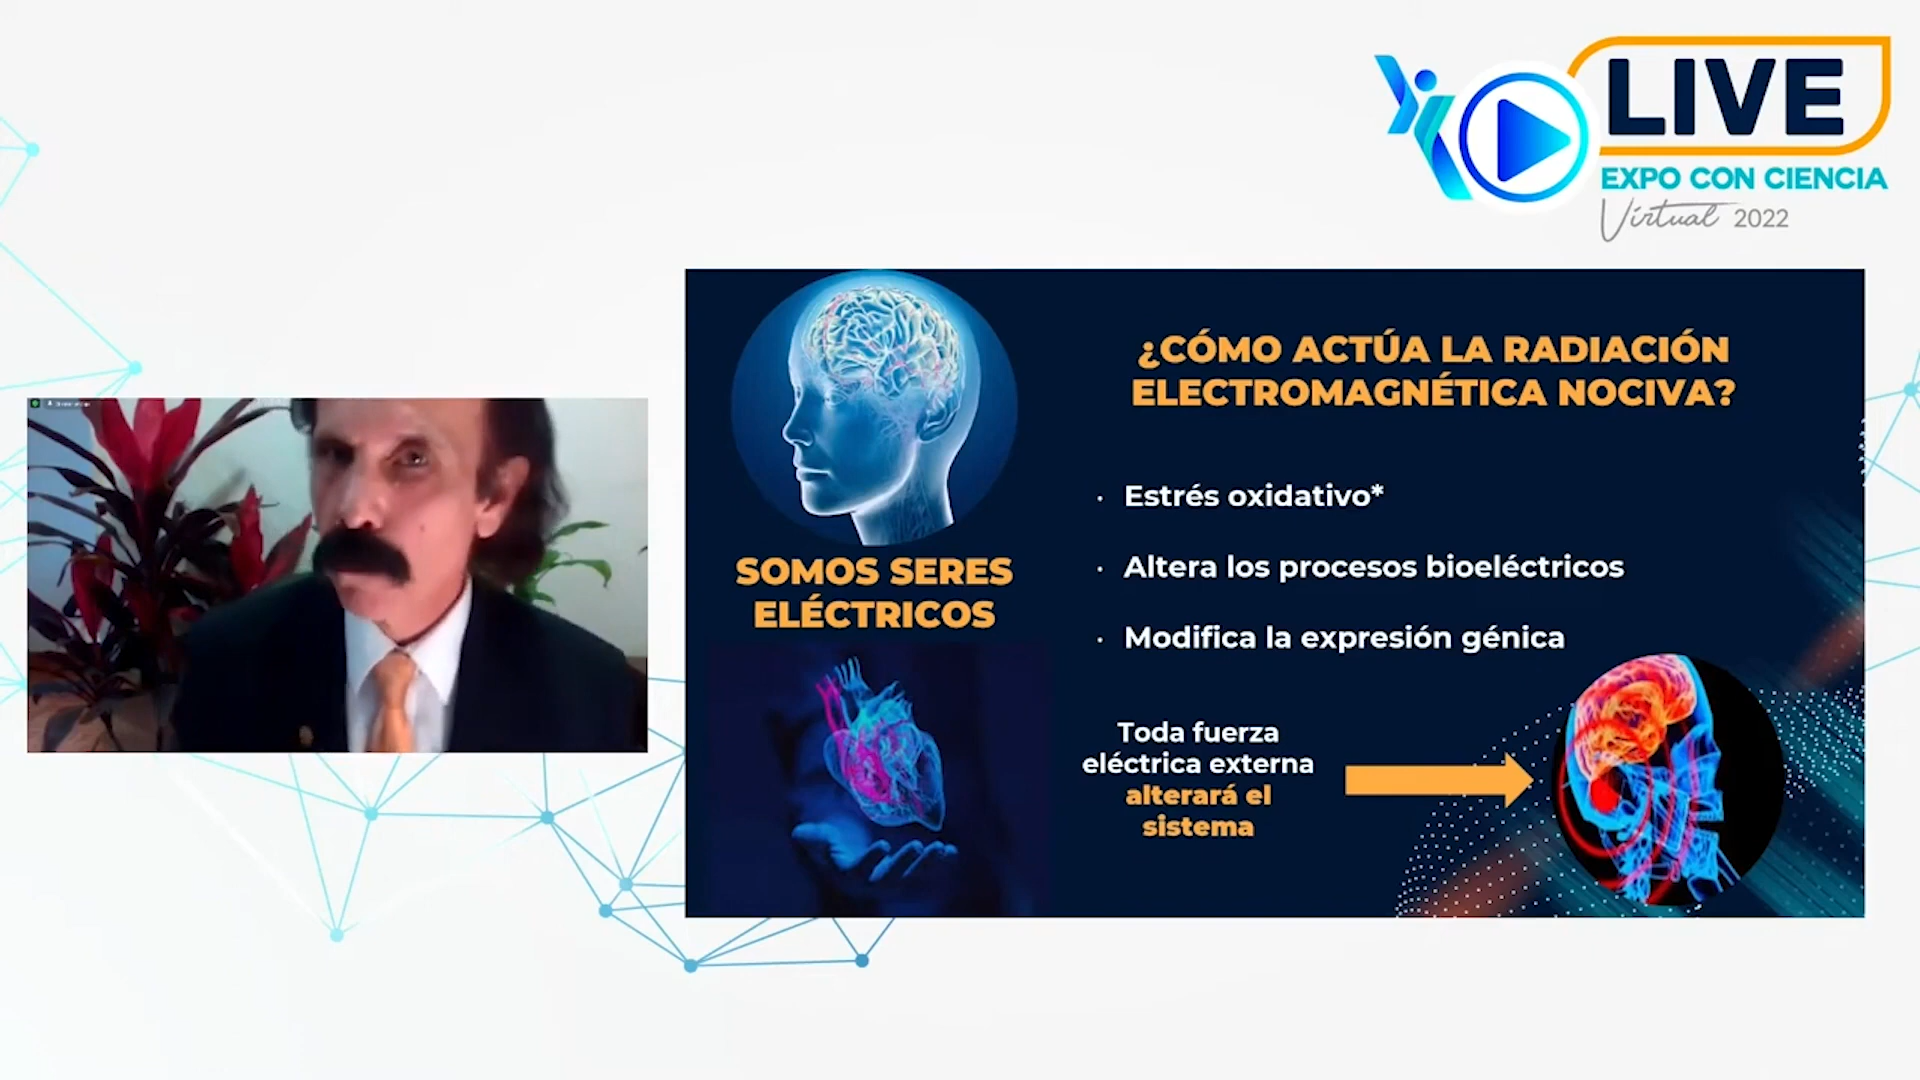 LIVE
EXPO CON CIENCIA
Virtual 2022
¿CÓMO ACTÚA LA RADIACIÓN
ELECTROMAGNÉTICA NOCIVA?
SOMOS SERES
ELÉCTRICOS
· Estrés oxidativo*
· Altera los procesos bioeléctricos
· Modifica la expresión génica
Toda fuerza
eléctrica externa
alterará el
sistema